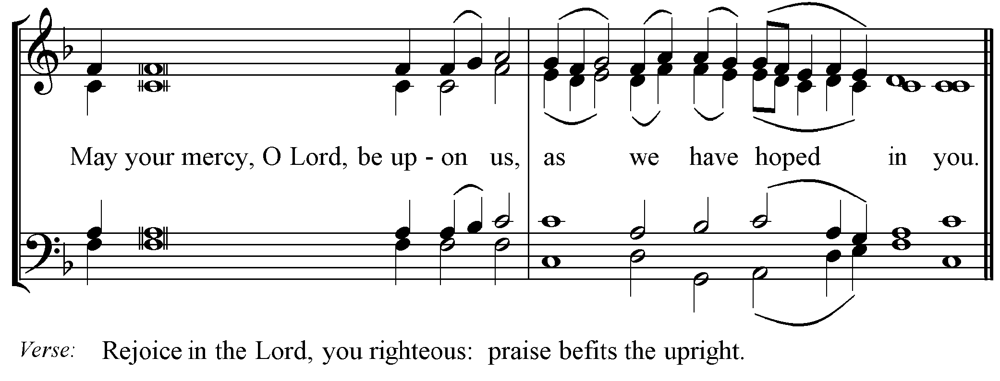 May your mercy, O Lord, be up - on us, as we have hoped in you.
Verse: Rejoice in the Lord, you righteous: praise befits the upright.